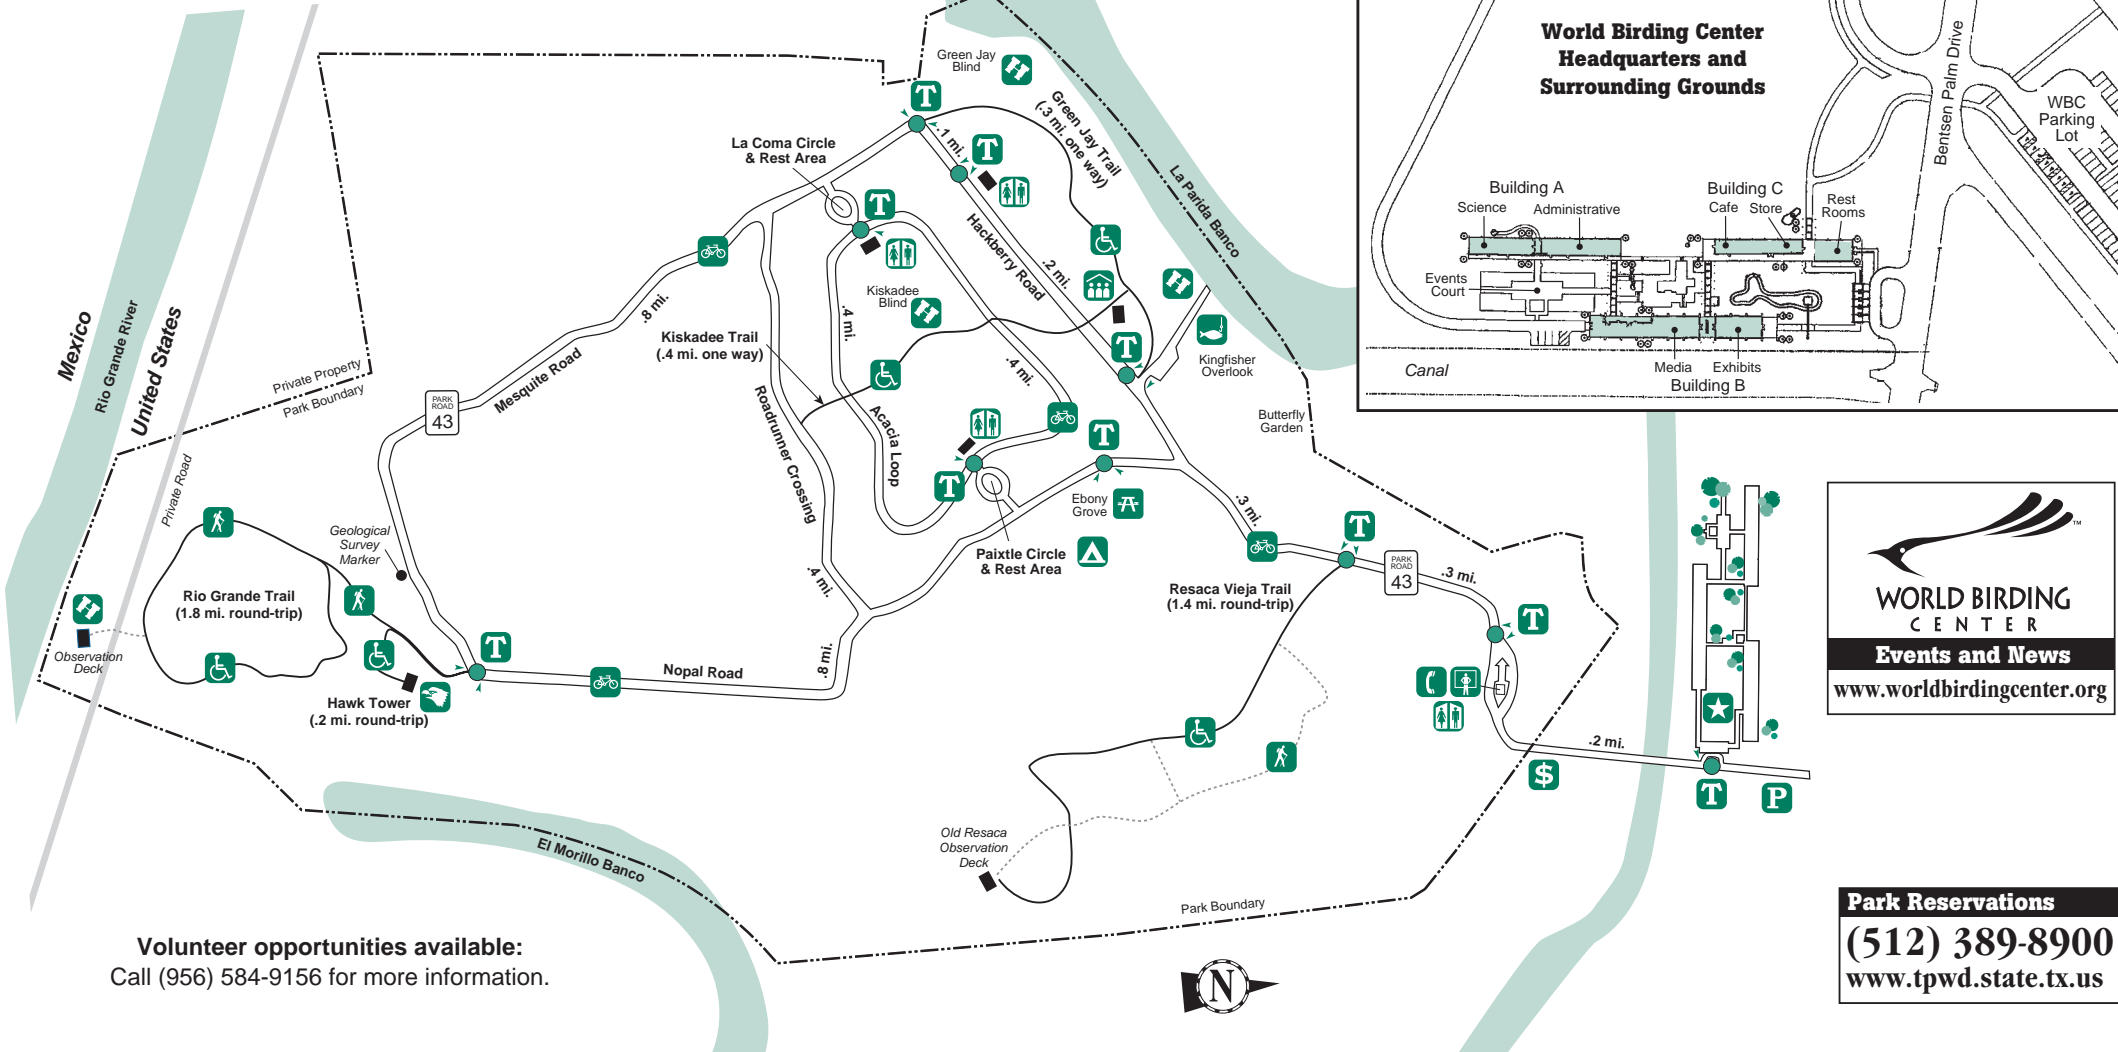 World Birding Center
Headquarters and
Surrounding Grounds
Bentsen Palm Drive
WBC
Parking
Lot
Building A
Science
Administrative
Building C
Cafe
Store
Rest
Rooms
Events
Court
Media
Exhibits
Building B
Canal
Green Jay
Blind
T
Green Jay Trail
(.3 mi. one way)
.1 mi.
T
La Parida Banco
La Coma Circle
& Rest Area
T
Hackberry Road
.2 mi.
Kiskadee
Blind
.8 mi.
.4 mi.
Kiskadee Trail
(.4 mi. one way)
.4 mi.
T
Kingfisher
Overlook
Mexico
Rio Grande River
United States
Private Property
Park Boundary
Mesquite Road
PARK
ROAD
43
Roadrunner Crossing
Acacia Loop
Butterfly
Garden
T
T
Ebony
Grove
Private Road
Geological
Survey
Marker
Paixtle Circle
& Rest Area
.3 mi.
T
PARK
ROAD
43
.3 mi.
Rio Grande Trail
(1.8 mi. round-trip)
.4 mi.
Resaca Vieja Trail
(1.4 mi. round-trip)
T
Observation
Deck
T
Nopal Road
.8 mi.
Hawk Tower
(.2 mi. round-trip)
.2 mi.
$
T
P
El Morillo Banco
Old Resaca
Observation
Deck
Park Boundary
N
Volunteer opportunities available:
Call (956) 584-9156 for more information.
™
WORLD BIRDING
CENTER
Events and News
www.worldbirdingcenter.org
Park Reservations
(512) 389-8900
www.tpwd.state.tx.us